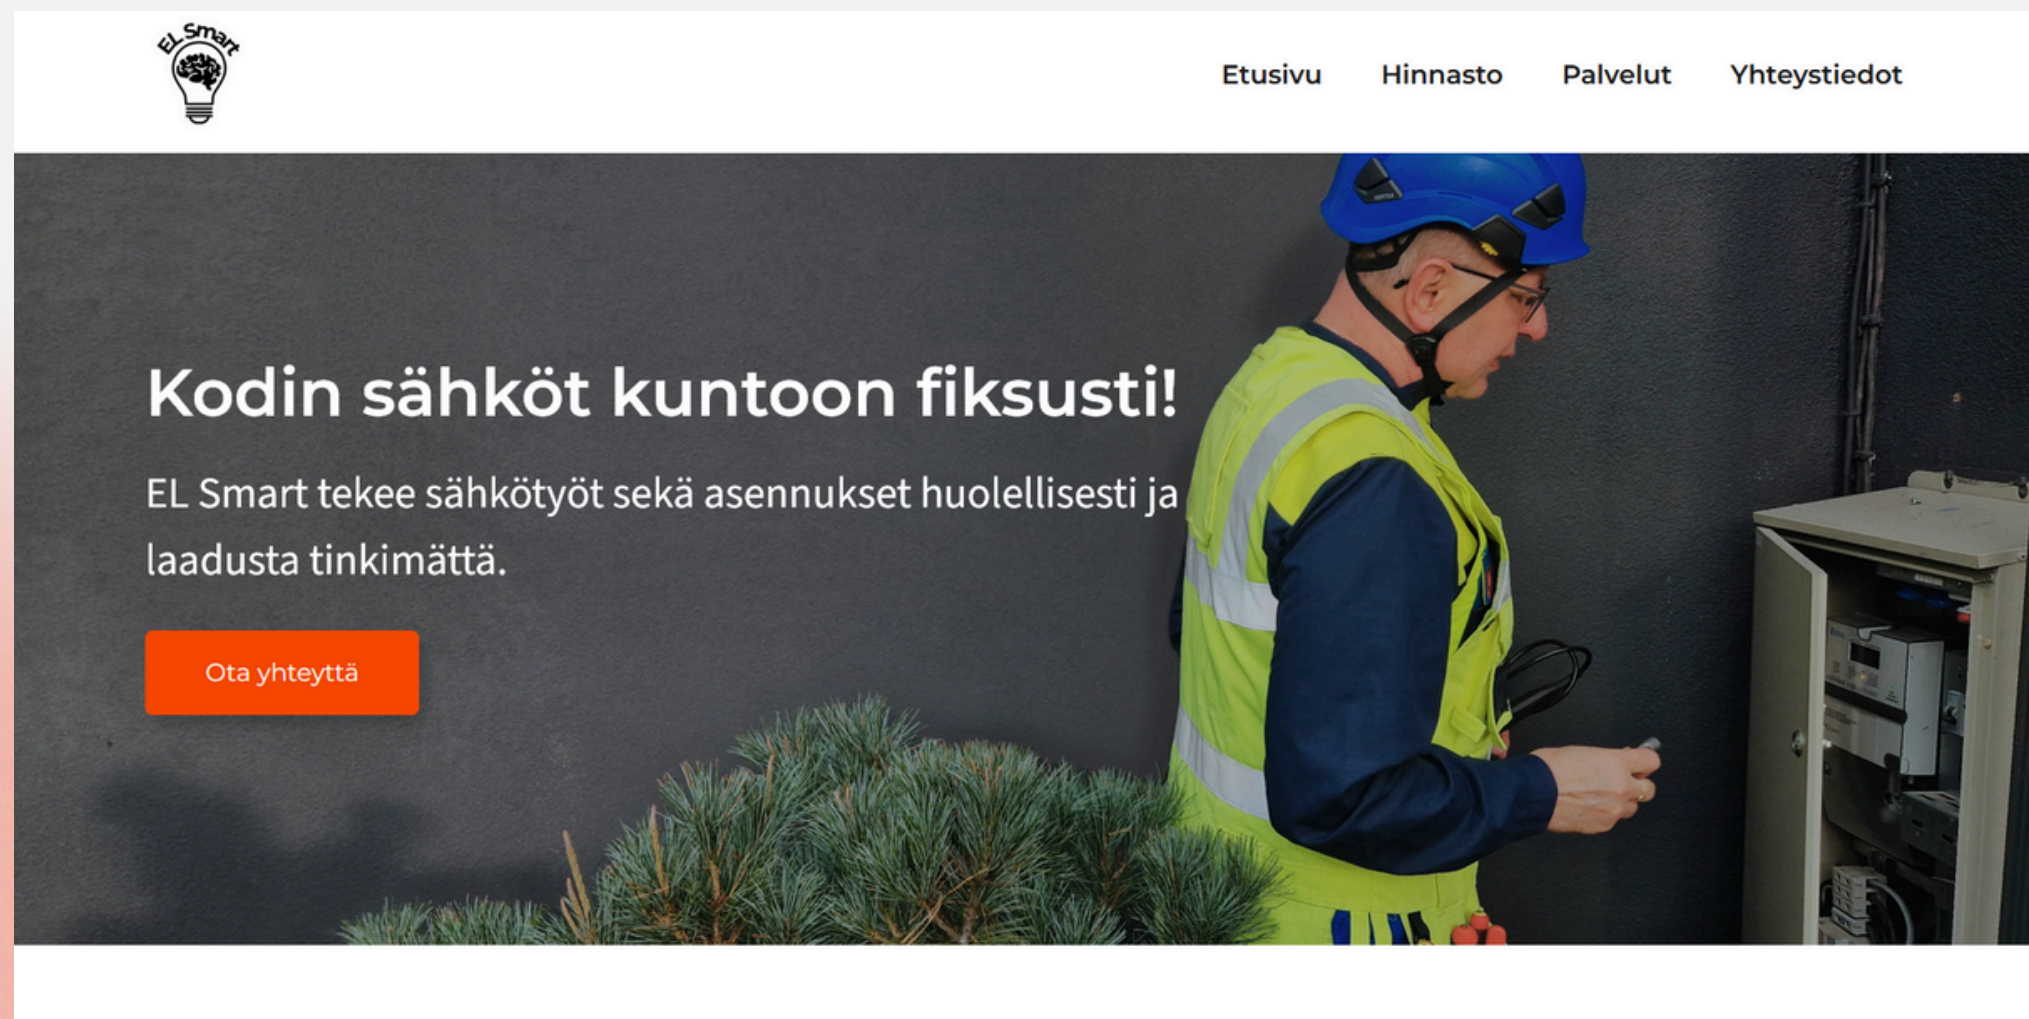 EL Smart
Etusivu Hinnasto Palvelut Yhteystiedot
Kodin sähköt kuntoon fiksusti!
EL Smart tekee sähkötyöt sekä asennukset huolellisesti ja
laadusta tinkimättä.
Ota yhteyttä